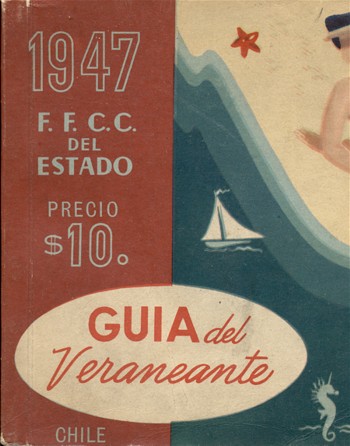 1947
F. F. C. C.
DEL
ESTADO
PRECIO
$10.
GUIA del
Veraneante
CHILE